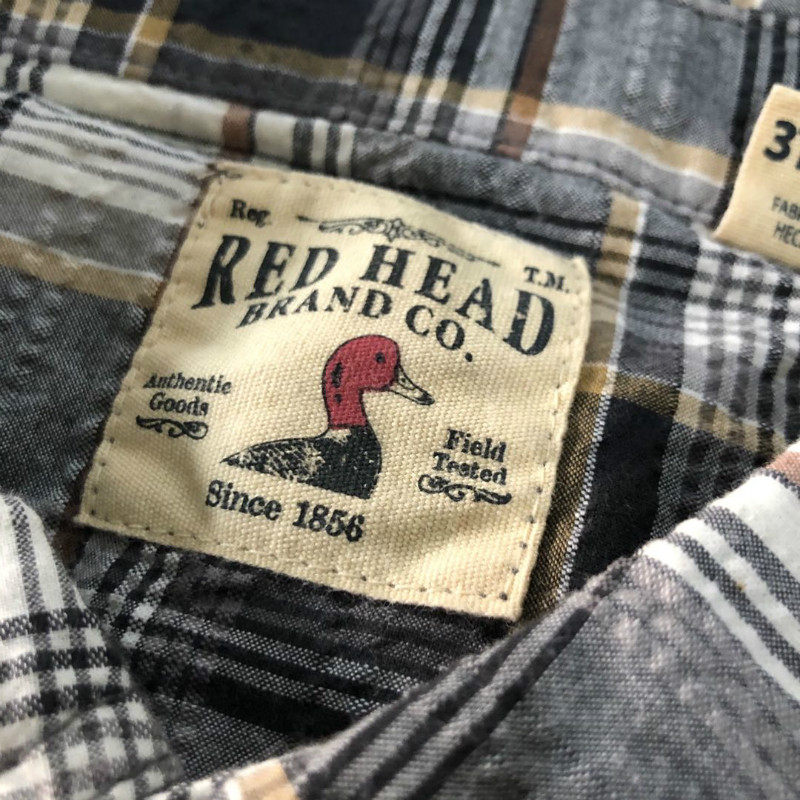 Reg.
RED HEAD
T.M.
BRAND CO.
Authentic
Goods
Field
Tested
Since 1856